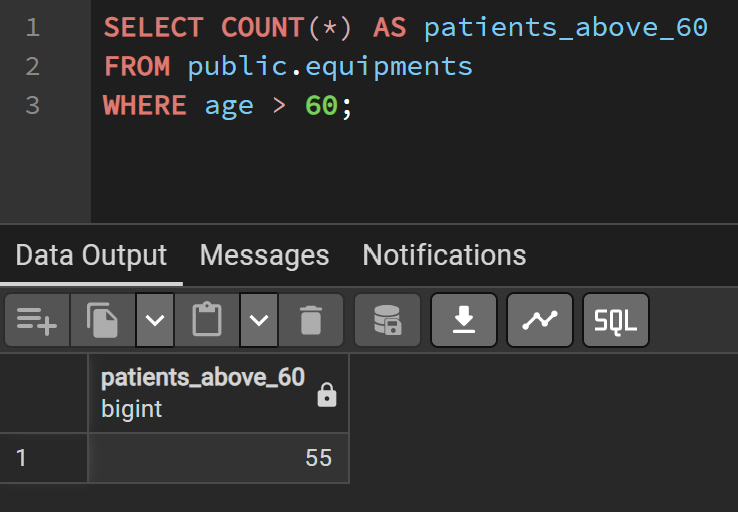 1 SELECT COUNT(*) AS patients_above_60
2 FROM public.equipments
3 WHERE age > 60;
Data Output Messages Notifications
SQL
patients_above_60
bigint
1 55